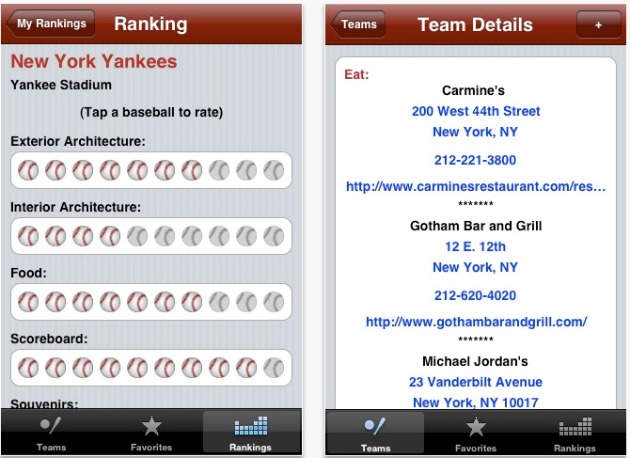 My Rankings
Ranking
New York Yankees
Yankee Stadium
(Tap a baseball to rate)
Exterior Architecture:
Interior Architecture:
Food:
Scoreboard:
Souvenirs:
Teams
Favorites
Rankings
Teams
Team Details
+
Eat:
Carmine's
200 West 44th Street
New York, NY
212-221-3800
http://www.carminesrestaurant.com/res...
*******
Gotham Bar and Grill
12 E. 12th
New York, NY
212-620-4020
http://www.gothambarandgrill.com/
*******
Michael Jordan's
23 Vanderbilt Avenue
New York, NY 10017
Teams
Favorites
Rankings